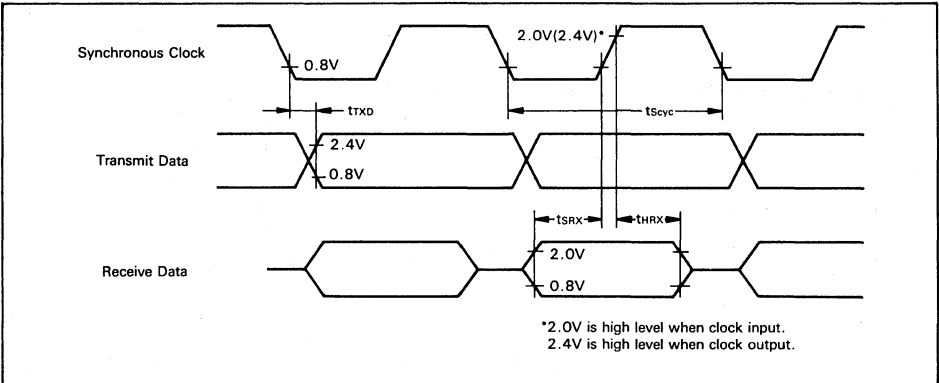 Synchronous Clock
2.0V(2.4V)*
0.8V
tTXD
tScyc
Transmit Data
2.4V
0.8V
tSRX
tHRX
Receive Data
2.0V
0.8V
*2.0V is high level when clock input.
2.4V is high level when clock output.